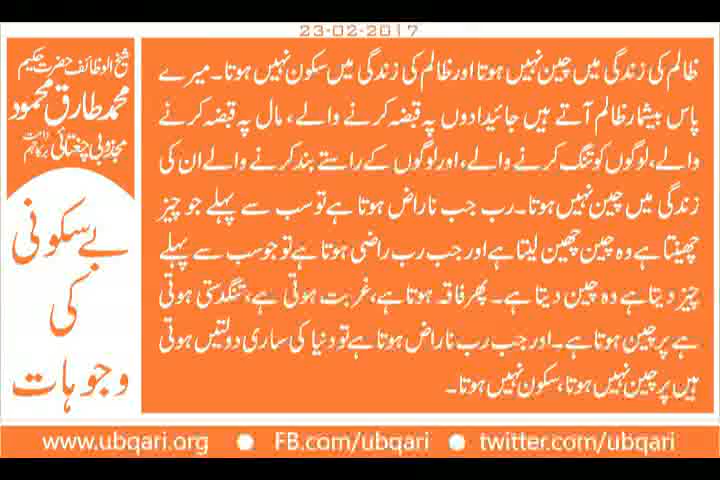 23-02-2017
شیخ الوظائف حضرت حکیم
محمد طارق محمود
مجذوبی چغتائی دامت برکاتہم
بے سکونی
کی
وجوہات
ظالم کی زندگی میں چین نہیں ہوتا اور ظالم کی زندگی میں سکون نہیں ہوتا۔ میرے
پاس بیشمار ظالم آتے ہیں جائیدادوں پہ قبضہ کرنے والے، مال پہ قبضہ کرنے
والے، لوگوں کو تنگ کرنے والے، اور لوگوں کے راستے بند کرنے والے ان کی
زندگی میں چین نہیں ہوتا۔ رب جب ناراض ہوتا ہے تو سب سے پہلے جو چیز
چھینتا ہے وہ چین چھین لیتا ہے اور جب رب راضی ہوتا ہے تو جو سب سے پہلے
چیز دیتا ہے وہ چین دیتا ہے۔ پھر فاقہ ہوتا ہے، غربت ہوتی ہے، تنگدستی ہوتی
ہے پر چین ہوتا ہے۔ اور جب رب ناراض ہوتا ہے تو دنیا کی ساری دولتیں ہوتی
ہیں پر چین نہیں ہوتا، سکون نہیں ہوتا۔
www.ubqari.org ● FB.com/ubqari ● twitter.com/ubqari